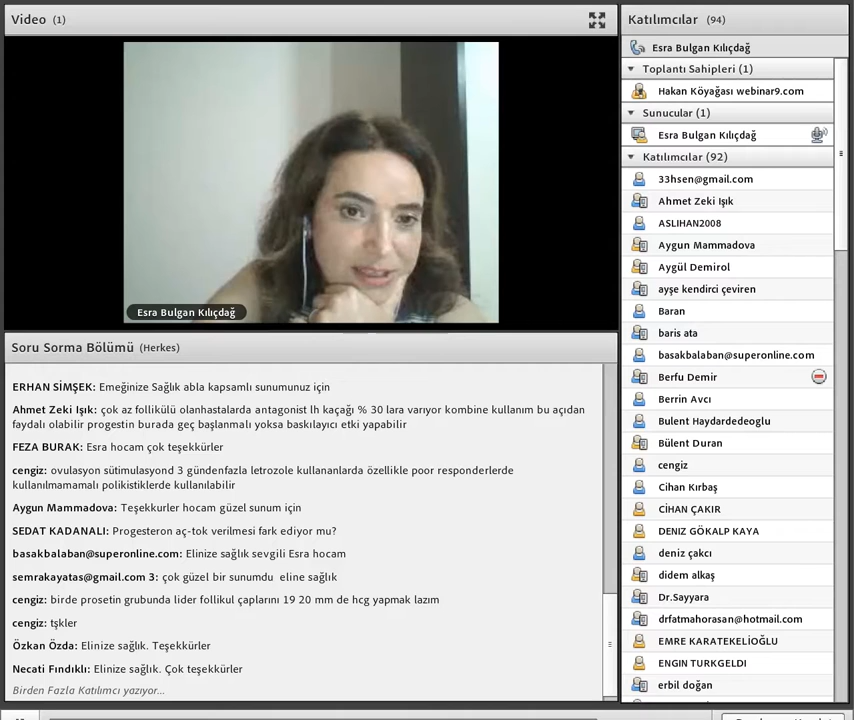 Video (1)
Esra Bulgan Kılıçdağ
Soru Sorma Bölümü (Herkes)
ERHAN SİMŞEK: Emeğinize Sağlık abla kapsamlı sunumunuz için
Ahmet Zeki Işık: çok az follikülü olanhastalarda antagonist lh kaçağı % 30 lara varıyor kombine kullanım bu açıdan
faydalı olabilir progestin burada geç başlanmalı yoksa baskılayıcı etki yapabilir
FEZA BURAK: Esra hocam çok teşekkürler
cengiz: ovulasyon sütimulasyond 3 gündenfazla letrozole kullananlarda özellikle poor responderlerde
kullanılmamamalı polikistiklerde kullanılabilir
Aygun Mammadova: Teşekkurler hocam güzel sunum için
SEDAT KADANALI: Progesteron aç-tok verilmesi fark ediyor mu?
basakbalaban@superonline.com: Elinize sağlık sevgili Esra hocam
semrakayatas@gmail.com 3: çok güzel bir sunumdu eline sağlık
cengiz: birde prosetin grubunda lider follikul çaplarını 19 20 mm de hcg yapmak lazım
cengiz: tşkler
Özkan Özda: Elinize sağlık. Teşekkürler
Necati Fındıklı: Elinize sağlık. Çok teşekkürler
Birden Fazla Katılımcı yazıyor...
Katılımcılar (94)
Esra Bulgan Kılıçdağ
Toplantı Sahipleri (1)
Hakan Köyağası webinar9.com
Sunucular (1)
Esra Bulgan Kılıçdağ
Katılımcılar (92)
33hsen@gmail.com
Ahmet Zeki Işık
ASLIHAN2008
Aygun Mammadova
Aygül Demirol
ayşe kendirci çeviren
Baran
baris ata
basakbalaban@superonline.com
Berfu Demir
Berrin Avcı
Bulent Haydardedeoglu
Bülent Duran
cengiz
Cihan Kırbaş
CİHAN ÇAKIR
DENIZ GÖKALP KAYA
deniz çakcı
didem alkaş
Dr.Sayyara
drfatmahorasan@hotmail.com
EMRE KARATEKELİOĞLU
ENGIN TURKGELDI
erbil doğan